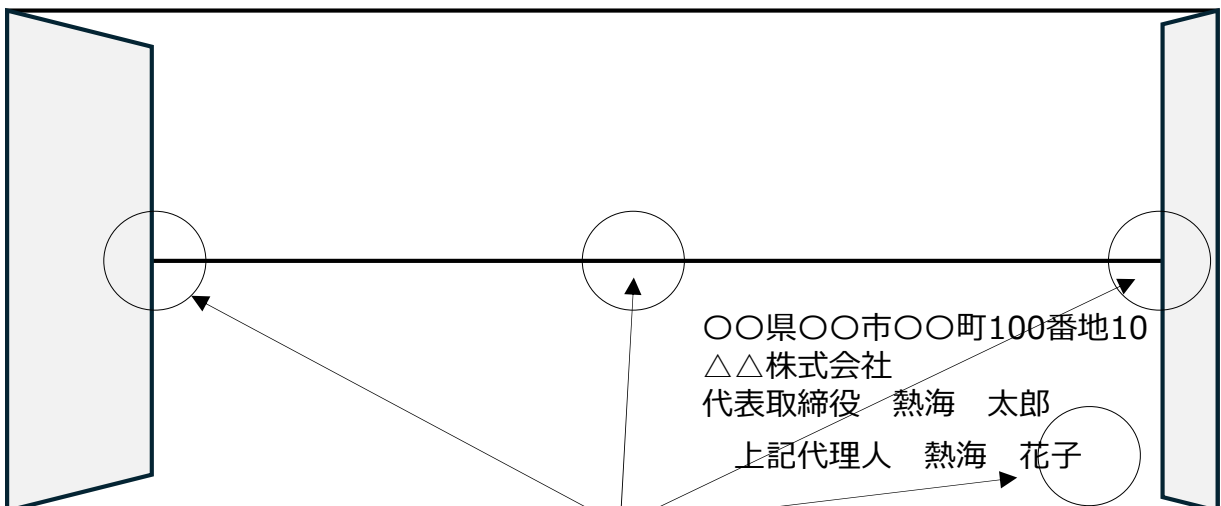 〇〇県〇〇市〇〇町100番地10
△△株式会社
代表取締役　熱海　太郎
上記代理人　熱海　花子